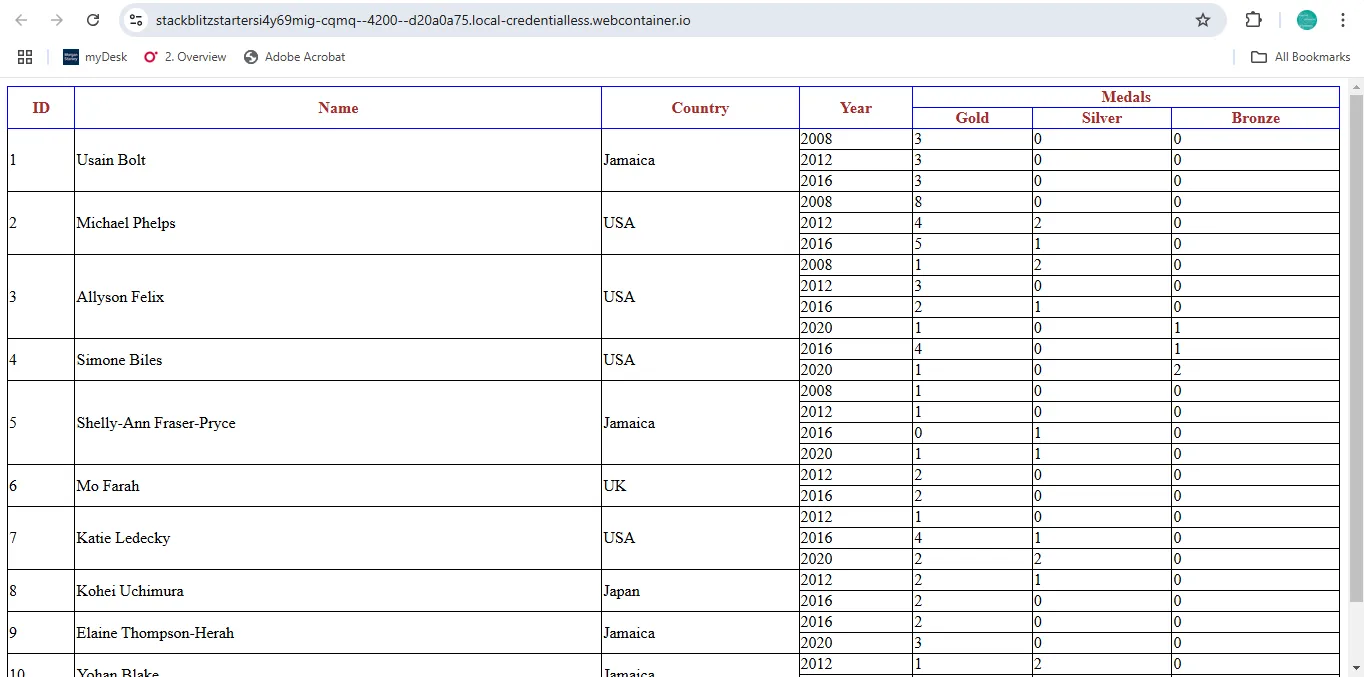 stackblitzstartersi4y69mig-cqmq--4200--d20a0a75.local-credentialless.webcontainer.io
Morgan Stanley myDesk 2. Overview Adobe Acrobat All Bookmarks
ID Name Country Year Medals
Gold Silver Bronze
1 Usain Bolt Jamaica 2008 3 0 0
2012 3 0 0
2016 3 0 0
2 Michael Phelps USA 2008 8 0 0
2012 4 2 0
2016 5 1 0
3 Allyson Felix USA 2008 1 2 0
2012 3 0 0
2016 2 1 0
2020 1 0 1
4 Simone Biles USA 2016 4 0 1
2020 1 0 2
5 Shelly-Ann Fraser-Pryce Jamaica 2008 1 0 0
2012 1 0 0
2016 0 1 0
2020 1 1 0
6 Mo Farah UK 2012 2 0 0
2016 2 0 0
7 Katie Ledecky USA 2012 1 0 0
2016 4 1 0
2020 2 2 0
8 Kohei Uchimura Japan 2012 2 1 0
2016 2 0 0
9 Elaine Thompson-Herah Jamaica 2016 2 0 0
2020 3 0 0
10 Yohan Blake Jamaica 2012 1 2 0